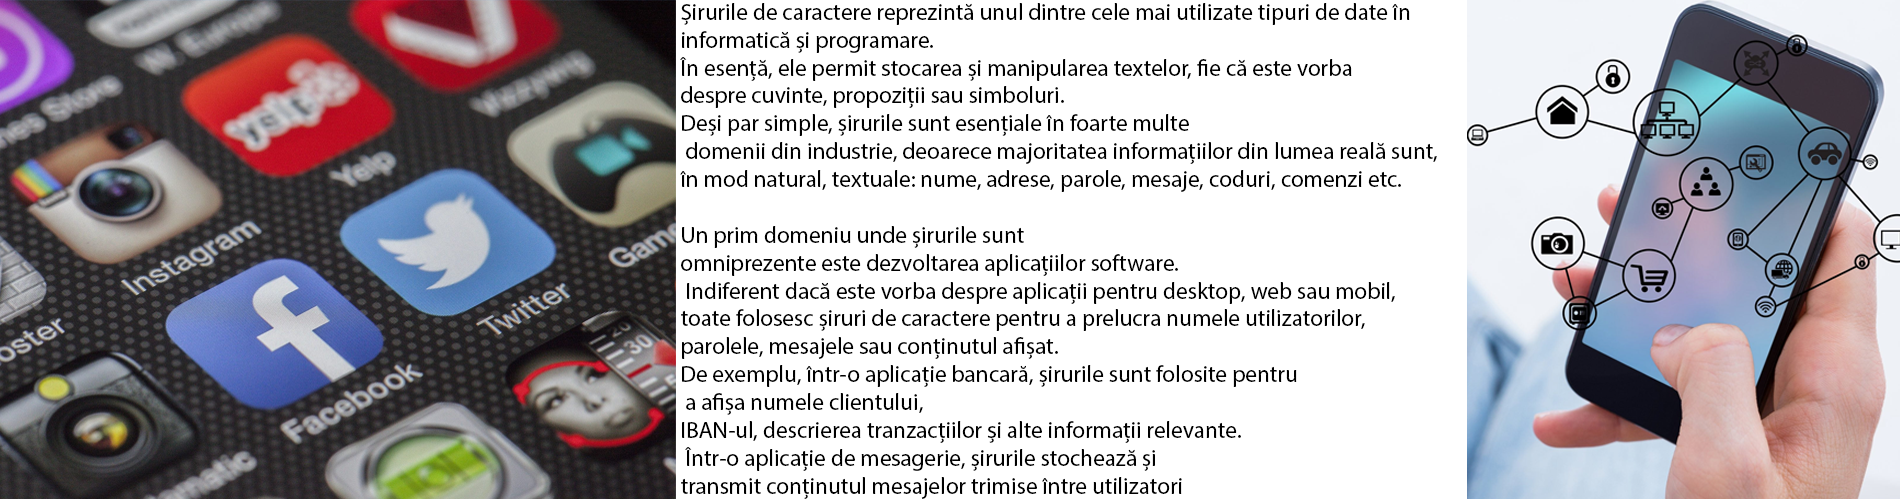 W. Europe
nes Store
Vizzywig
yelp
Yelp
Instagram
Gam
Twitter
oster
Facebook
20
30
matic
Șirurile de caractere reprezintă unul dintre cele mai utilizate tipuri de date în
informatică și programare.
În esență, ele permit stocarea și manipularea textelor, fie că este vorba
despre cuvinte, propoziții sau simboluri.
Deși par simple, șirurile sunt esențiale în foarte multe
domenii din industrie, deoarece majoritatea informațiilor din lumea reală sunt,
în mod natural, textuale: nume, adrese, parole, mesaje, coduri, comenzi etc.
Un prim domeniu unde șirurile sunt
omniprezente este dezvoltarea aplicațiilor software.
Indiferent dacă este vorba despre aplicații pentru desktop, web sau mobil,
toate folosesc șiruri de caractere pentru a prelucra numele utilizatorilor,
parolele, mesajele sau conținutul afișat.
De exemplu, într-o aplicație bancară, șirurile sunt folosite pentru
a afișa numele clientului,
IBAN-ul, descrierea tranzacțiilor și alte informații relevante.
Într-o aplicație de mesagerie, șirurile stochează și
transmit conținutul mesajelor trimise între utilizatori